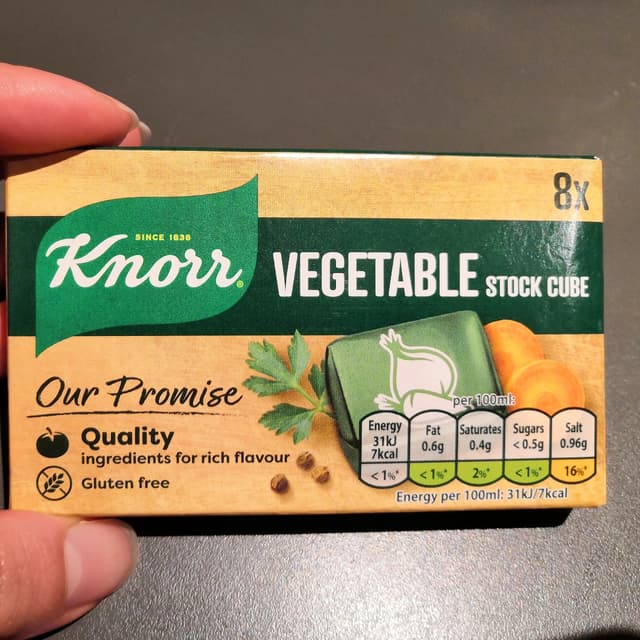 8x
SINCE 1838
Knorr®
VEGETABLE STOCK CUBE
Our Promise
Quality
ingredients for rich flavour
Gluten free
per 100ml:
Energy
31kJ
7kcal
<1%*
Fat
0.6g
<1%*
Saturates
0.4g
2%*
Sugars
<0.5g
<1%*
Salt
0.96g
16%*
Energy per 100ml: 31kJ/7kcal